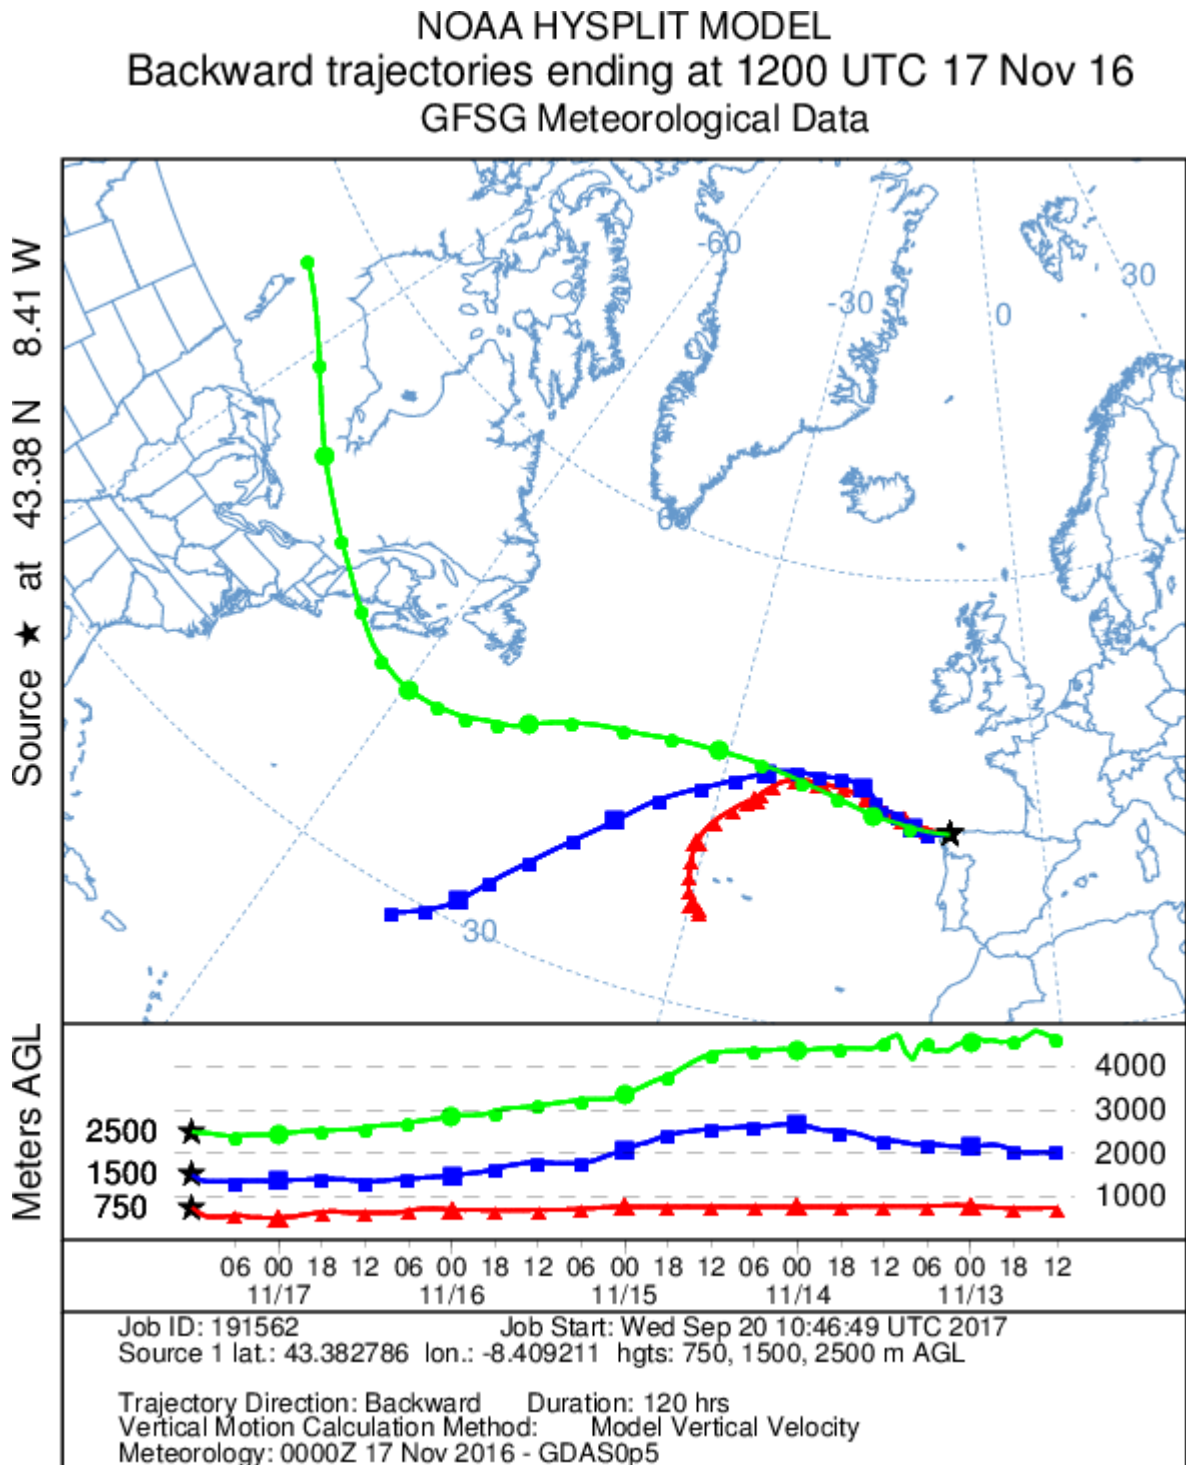 NOAA HYSPLIT MODEL
Backward trajectories ending at 1200 UTC 17 Nov 16
GFSG Meteorological Data
Source ★ at 43.38 N 8.41 W
-60
-30
0
30
60
30
Meters AGL
2500
1500
750
4000
3000
2000
1000
06 00 18 12 06 00 18 12 06 00 18 12 06 00 18 12 06 00 18 12
11/17 11/16 11/15 11/14 11/13
Job ID: 191562 Job Start: Wed Sep 20 10:46:49 UTC 2017
Source 1 lat.: 43.382786 lon.: -8.409211 hgts: 750, 1500, 2500 m AGL
Trajectory Direction: Backward Duration: 120 hrs
Vertical Motion Calculation Method: Model Vertical Velocity
Meteorology: 0000Z 17 Nov 2016 - GDAS0p5